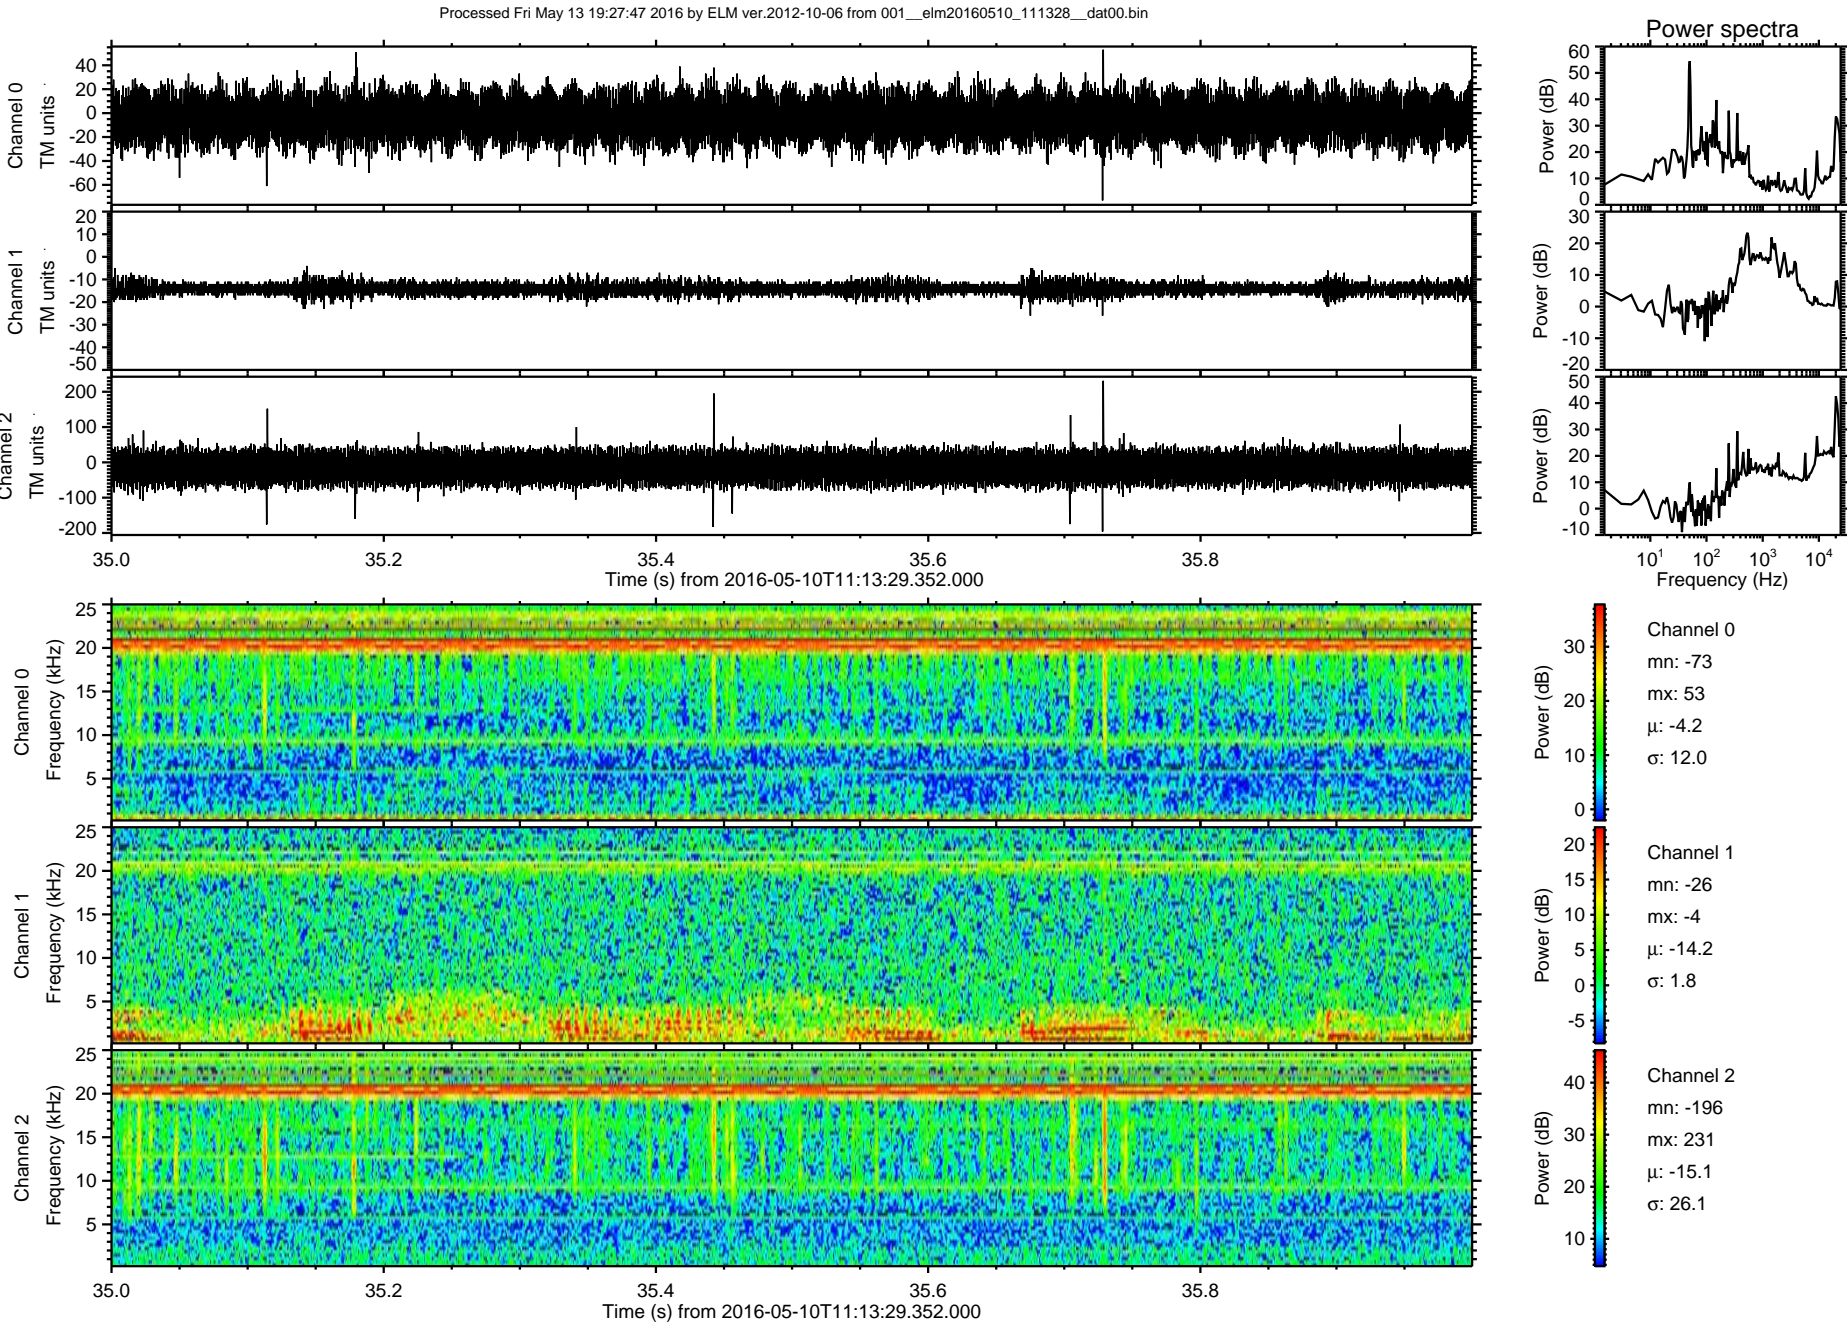 Processed Fri May 13 19:27:47 2016 by ELM ver.2012-10-06 from 001__elm20160510_111328__dat00.bin
Power spectra
Channel 0
TM units
40
20
0
-20
-40
-60
Power (dB)
60
50
40
30
20
10
0
Channel 1
TM units
20
10
0
-10
-20
-30
-40
-50
Power (dB)
30
20
10
0
-10
-20
Channel 2
TM units
200
100
0
-100
-200
Power (dB)
50
40
30
20
10
0
-10
35.0 35.2 35.4 35.6 35.8
Time (s) from 2016-05-10T11:13:29.352.000
10^1 10^2 10^3 10^4
Frequency (Hz)
Channel 0
Frequency (kHz)
25
20
15
10
5
Power (dB)
30
20
10
0
Channel 0
mn: -73
mx: 53
μ: -4.2
σ: 12.0
Channel 1
Frequency (kHz)
25
20
15
10
5
Power (dB)
20
15
10
5
0
-5
Channel 1
mn: -26
mx: -4
μ: -14.2
σ: 1.8
Channel 2
Frequency (kHz)
25
20
15
10
5
Power (dB)
40
30
20
10
Channel 2
mn: -196
mx: 231
μ: -15.1
σ: 26.1
35.0 35.2 35.4 35.6 35.8
Time (s) from 2016-05-10T11:13:29.352.000